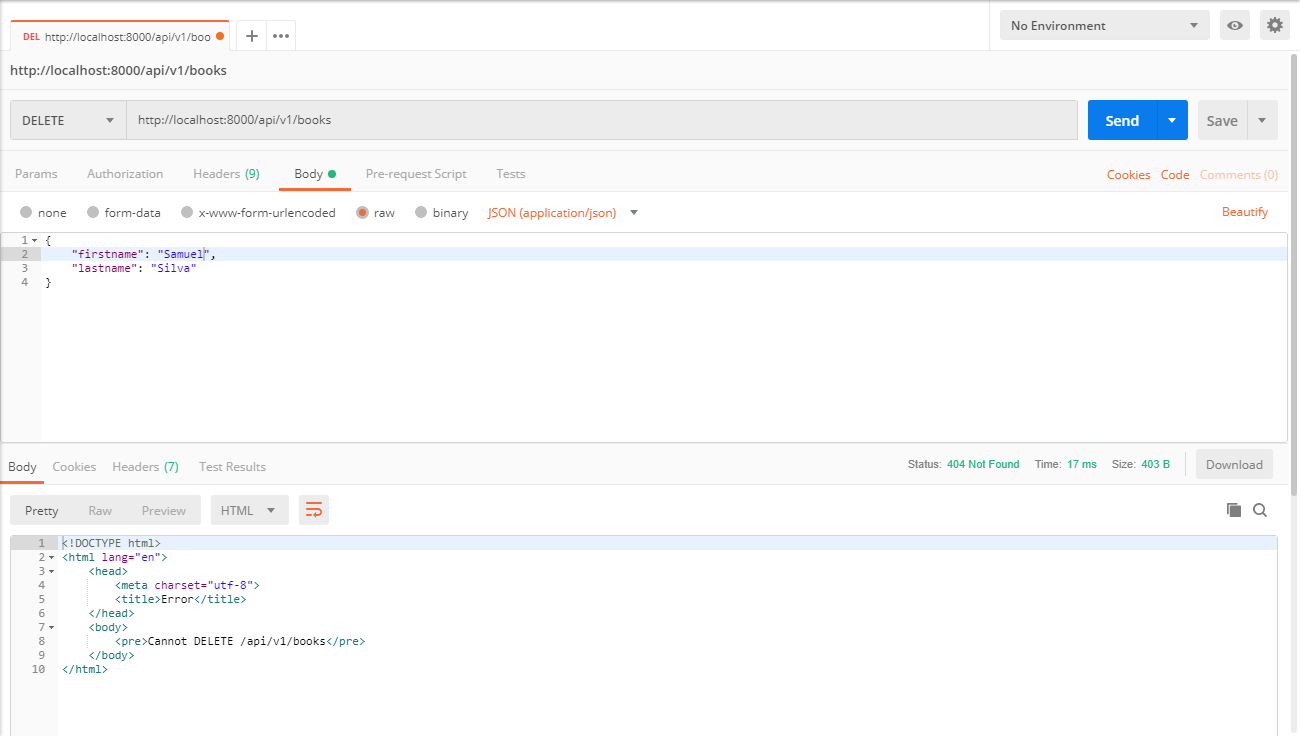 DEL http://localhost:8000/api/v1/boo
No Environment
http://localhost:8000/api/v1/books
DELETE http://localhost:8000/api/v1/books Send Save
Params Authorization Headers (9) Body Pre-request Script Tests Cookies Code Comments (0)
none form-data x-www-form-urlencoded raw binary JSON (application/json) Beautify
1 {
2 "firstname": "Samuel",
3 "lastname": "Silva"
4 }
Body Cookies Headers (7) Test Results Status: 404 Not Found Time: 17 ms Size: 403 B Download
Pretty Raw Preview HTML
1 <!DOCTYPE html>
2 <html lang="en">
3 <head>
4 <meta charset="utf-8">
5 <title>Error</title>
6 </head>
7 <body>
8 <pre>Cannot DELETE /api/v1/books</pre>
9 </body>
10 </html>